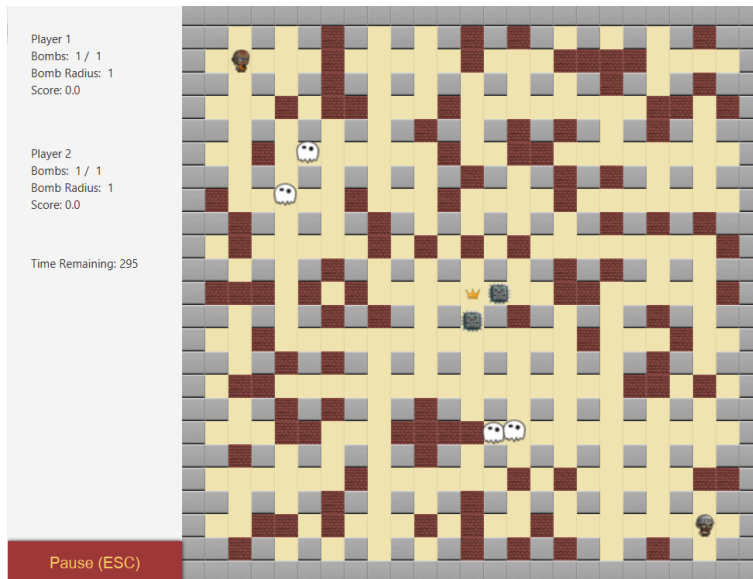 Player 1
Bombs: 1 / 1
Bomb Radius: 1
Score: 0.0
Player 2
Bombs: 1 / 1
Bomb Radius: 1
Score: 0.0
Time Remaining: 295
Pause (ESC)